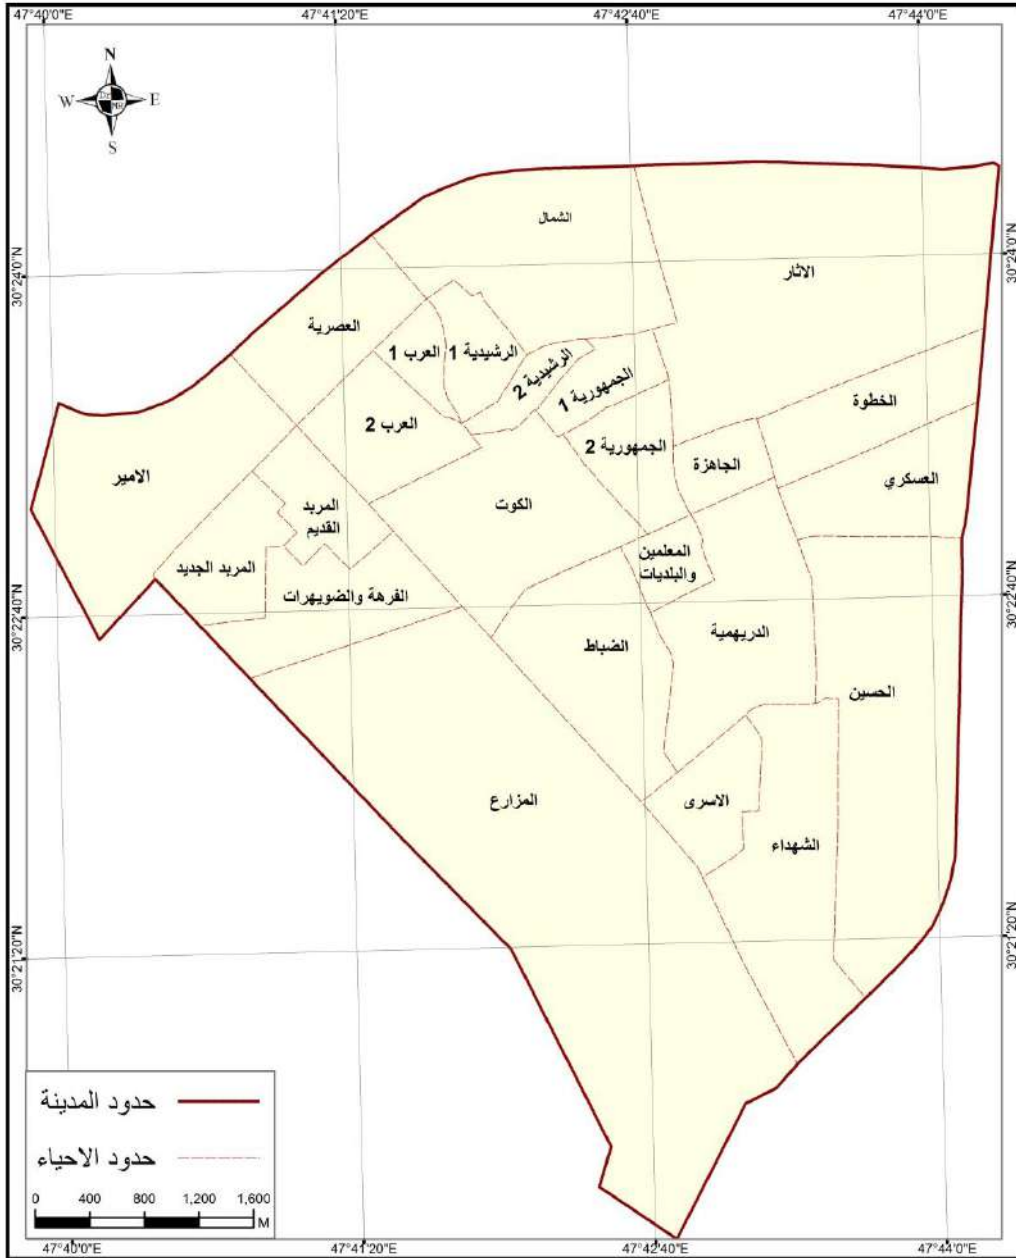 47°40'0"E
47°41'20"E
47°42'40"E
47°44'0"E
N
W
E
S
30°24'0"N
30°24'0"N
30°22'40"N
30°22'40"N
30°21'20"N
30°21'20"N
الشمال
الاثار
العصرية
العرب 1
الرشيدية 1
الرشيدية 2
الجمهورية 1
الخطوة
العرب 2
الجمهورية 2
الجاهزة
العسكري
الامير
المربد
القديم
الكوت
المعلمين
والبلديات
المربد الجديد
الفرهة والضويهرات
الدريهمية
الضباط
الحسين
المزارع
الاسرى
الشهداء
حدود المدينة
حدود الاحياء
0 400 800 1,200 1,600
M
47°40'0"E
47°41'20"E
47°42'40"E
47°44'0"E